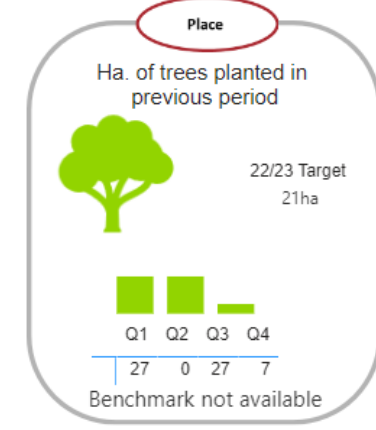 Place
Ha. of trees planted in
previous period
22/23 Target
21ha
Q1 Q2 Q3 Q4
27 0 27 7
Benchmark not available